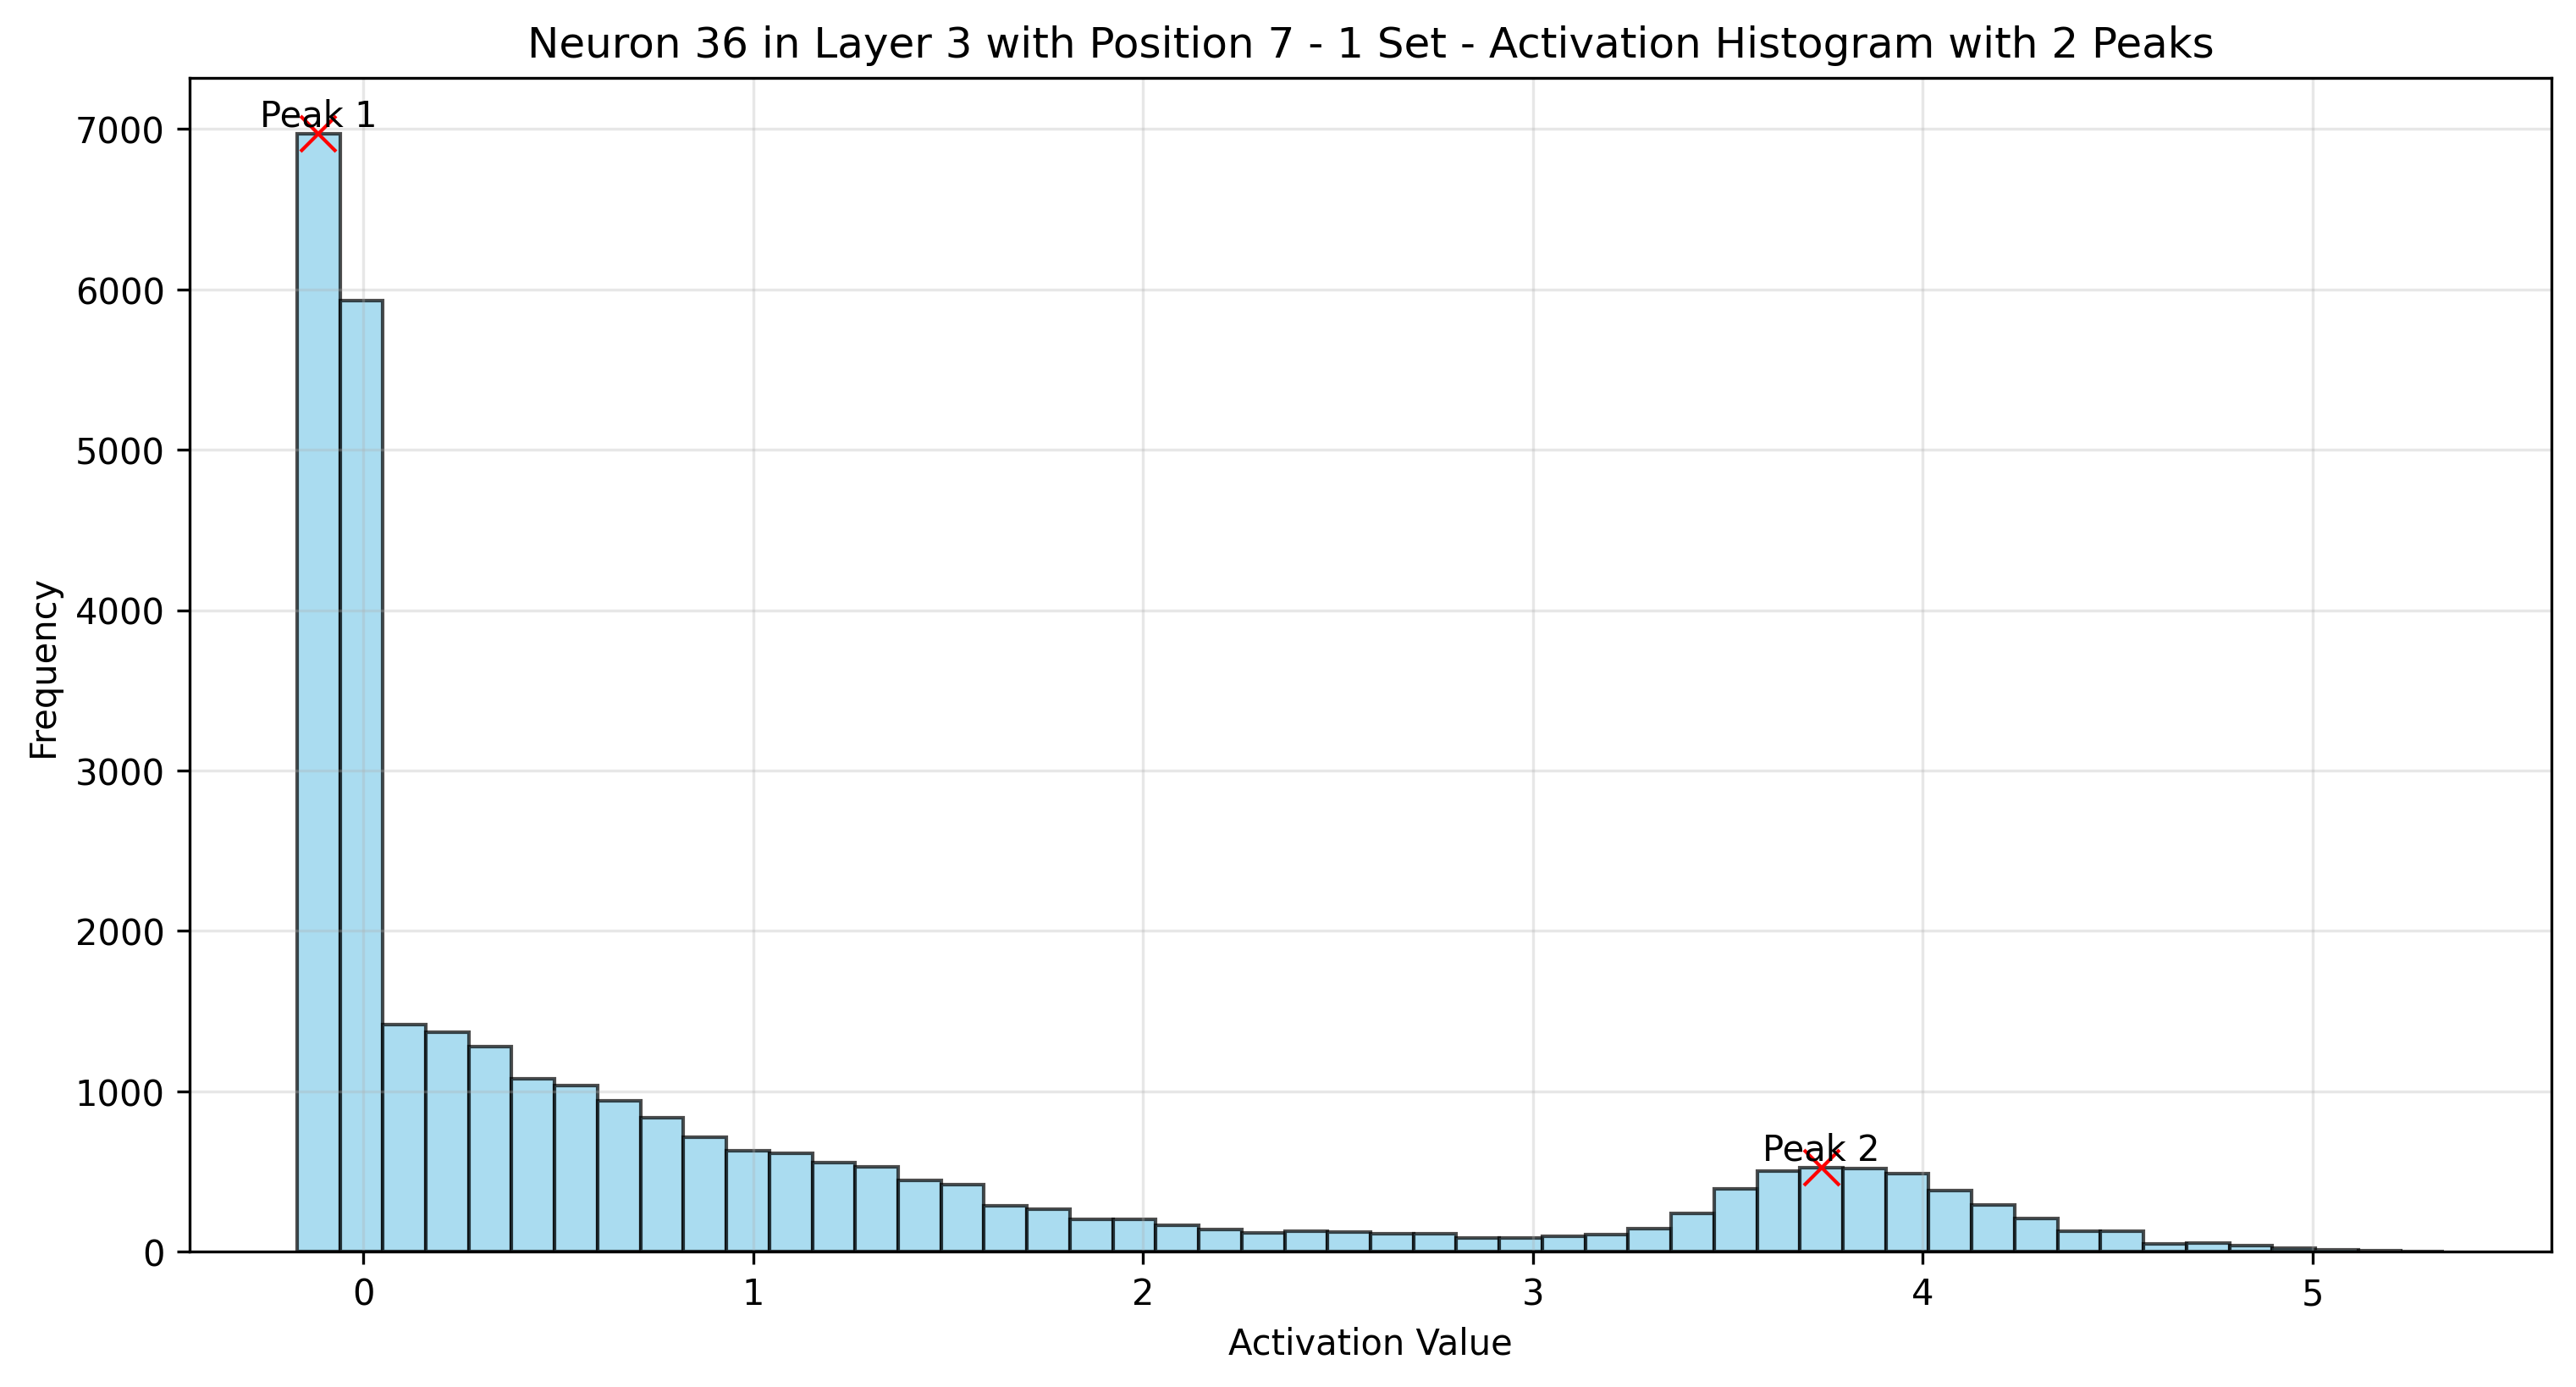 Neuron 36 in Layer 3 with Position 7 - 1 Set - Activation Histogram with 2 Peaks
Peak 1
7000
6000
5000
4000
3000
2000
1000
0
Frequency
Peak 2
0 1 2 3 4 5
Activation Value